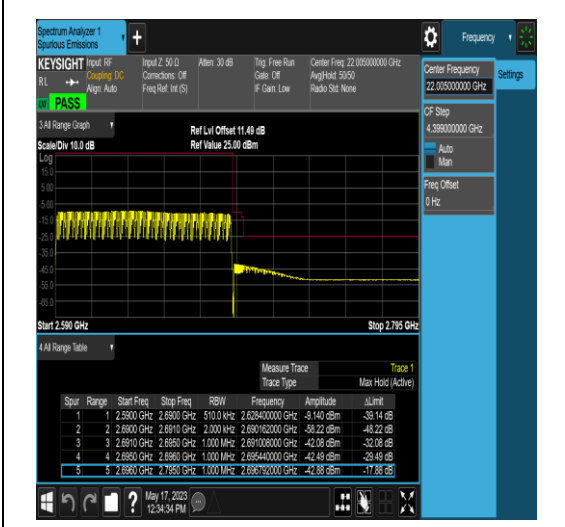 Spectrum Analyzer 1
Spurious Emissions
+
Frequency
KEYSIGHT Input: RF Input Z: 50 Ω Atten: 30 dB Trig: Free Run Center Freq: 22.005000000 GHz
RL Coupling: DC Corrections: Off Gate: Off Avg|Hold: 50/50
Align: Auto Freq Ref: Int (S) IF Gain: Low Radio Std: None
PASS
Center Frequency
22.005000000 GHz
Settings
CF Step
4.399000000 GHz
Auto
Man
Freq Offset
0 Hz
3 All Range Graph
Ref Lvl Offset 11.49 dB
Scale/Div 10.0 dB Ref Value 25.00 dBm
Log
15.0
5.00
-5.00
-15.0
-25.0
-35.0
-45.0
-55.0
-65.0
Start 2.590 GHz Stop 2.795 GHz
4 All Range Table
Measure Trace Trace 1
Trace Type Max Hold (Active)
Spur Range Start Freq Stop Freq RBW Frequency Amplitude ΔLimit
1 1 2.5900 GHz 2.6900 GHz 510.0 kHz 2.628400000 GHz -9.140 dBm -39.14 dB
2 2 2.6900 GHz 2.6910 GHz 2.000 kHz 2.690162000 GHz -58.22 dBm -48.22 dB
3 3 2.6910 GHz 2.6950 GHz 1.000 MHz 2.691008000 GHz -42.08 dBm -32.08 dB
4 4 2.6950 GHz 2.6960 GHz 1.000 MHz 2.695440000 GHz -42.49 dBm -29.49 dB
5 5 2.6960 GHz 2.7950 GHz 1.000 MHz 2.696792000 GHz -42.88 dBm -17.88 dB
?
May 17, 2023
12:34:34 PM